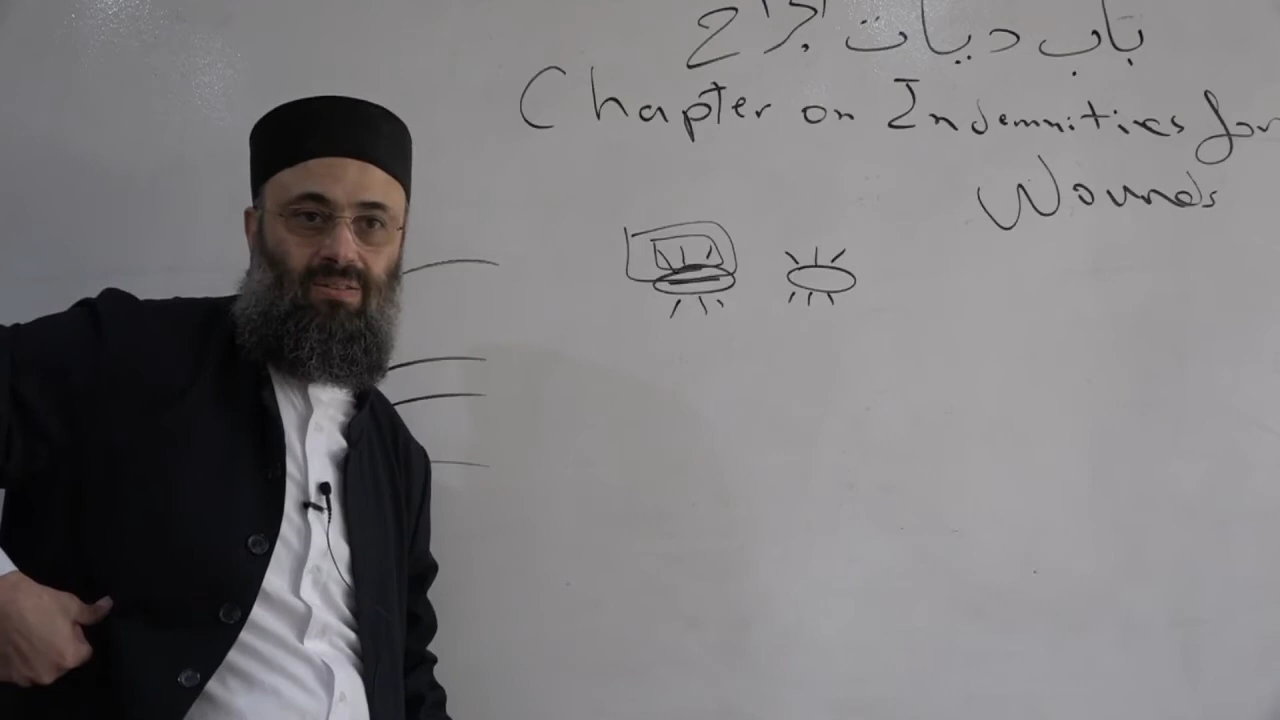 باب ديات الجراح
Chapter on Indemnities for
Wounds